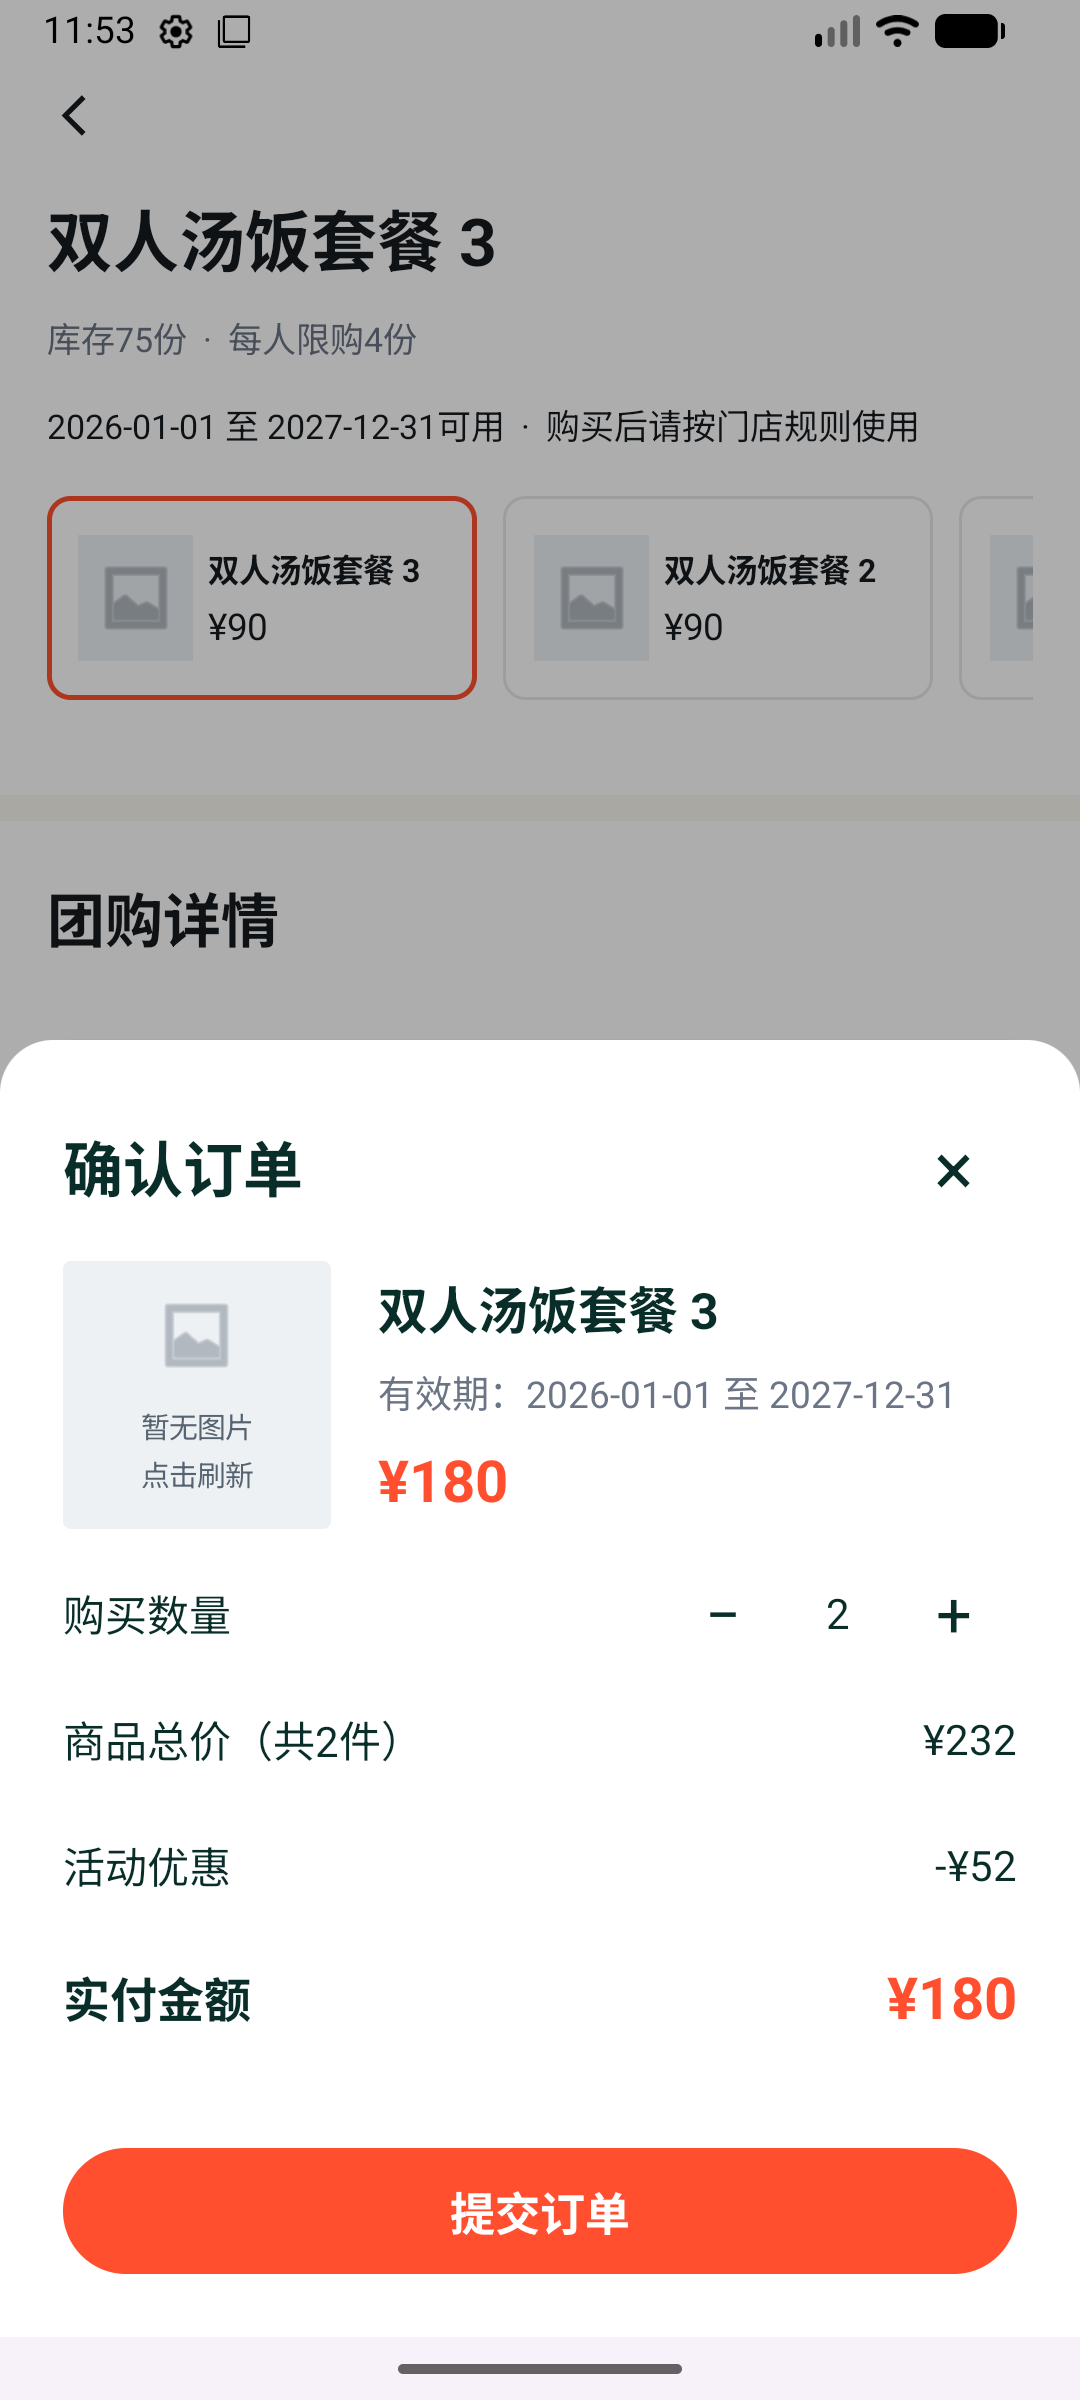 11:53
双人汤饭套餐 3
库存75份 · 每人限购4份
2026-01-01 至 2027-12-31可用 · 购买后请按门店规则使用
双人汤饭套餐 3
¥90
双人汤饭套餐 2
¥90
团购详情
确认订单
暂无图片
点击刷新
双人汤饭套餐 3
有效期：2026-01-01 至 2027-12-31
¥180
购买数量 − 2 +
商品总价（共2件） ¥232
活动优惠 -¥52
实付金额 ¥180
提交订单